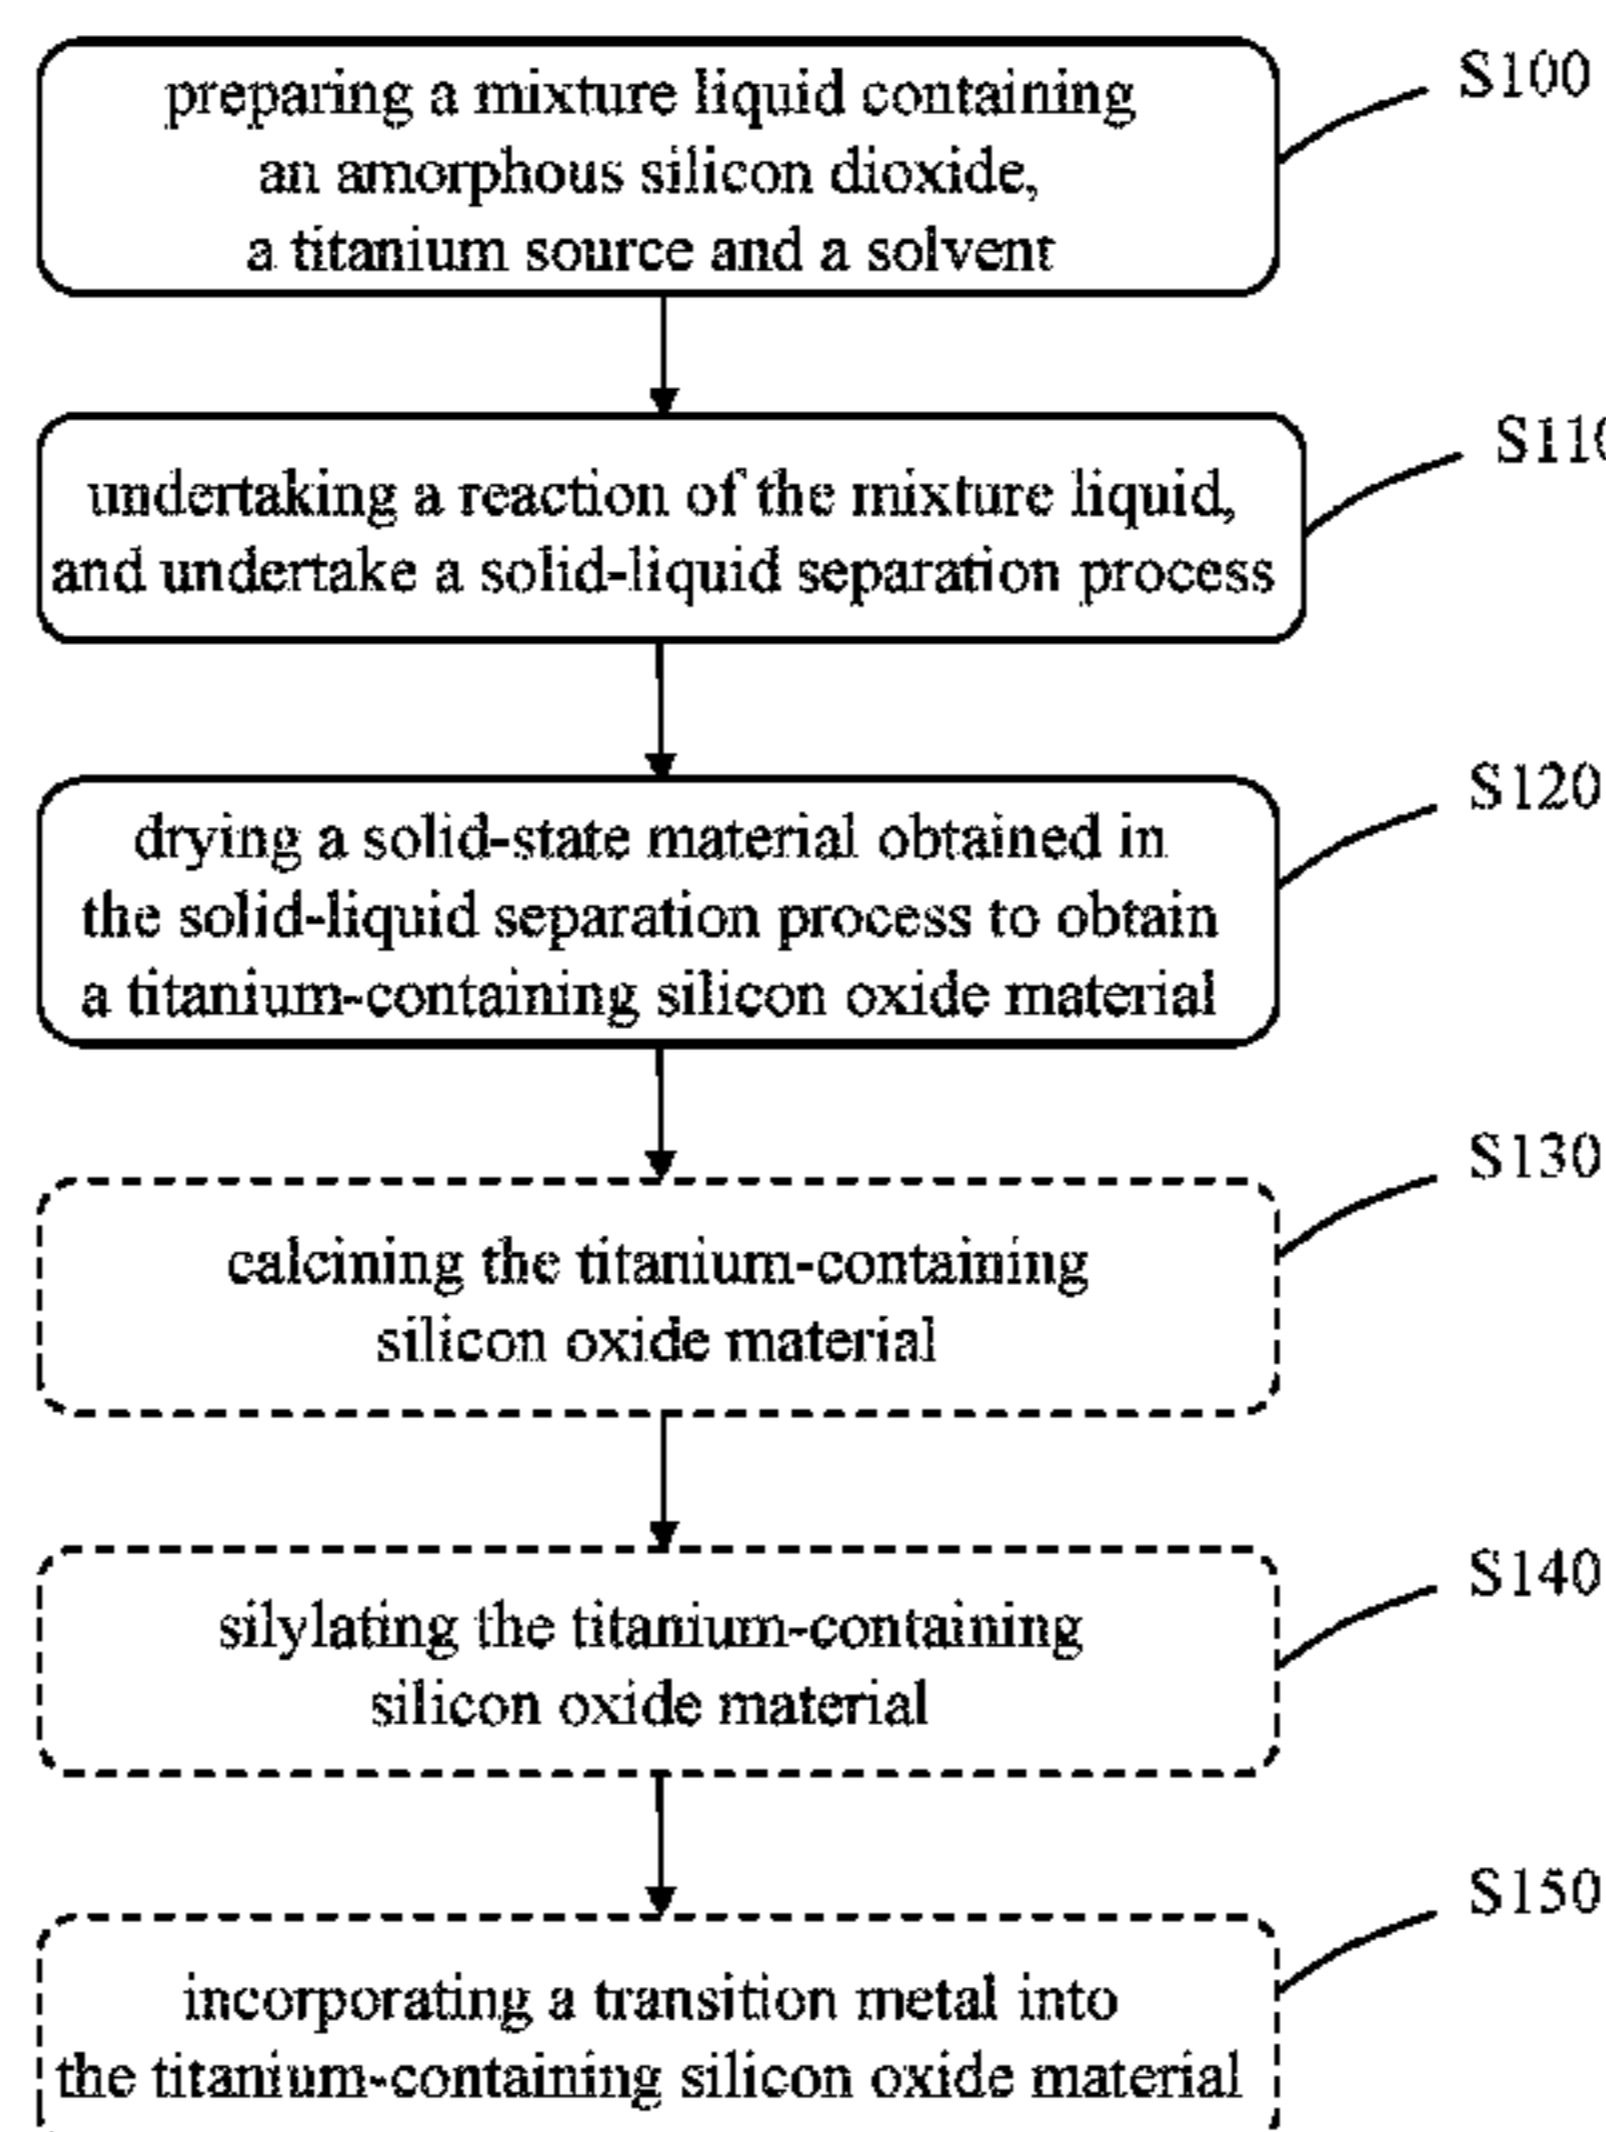 preparing a mixture liquid containing
an amorphous silicon dioxide,
a titanium source and a solvent
S100
undertaking a reaction of the mixture liquid,
and undertake a solid-liquid separation process
S110
drying a solid-state material obtained in
the solid-liquid separation process to obtain
a titanium-containing silicon oxide material
S120
calcining the titanium-containing
silicon oxide material
S130
silylating the titanium-containing
silicon oxide material
S140
incorporating a transition metal into
the titanium-containing silicon oxide material
S150